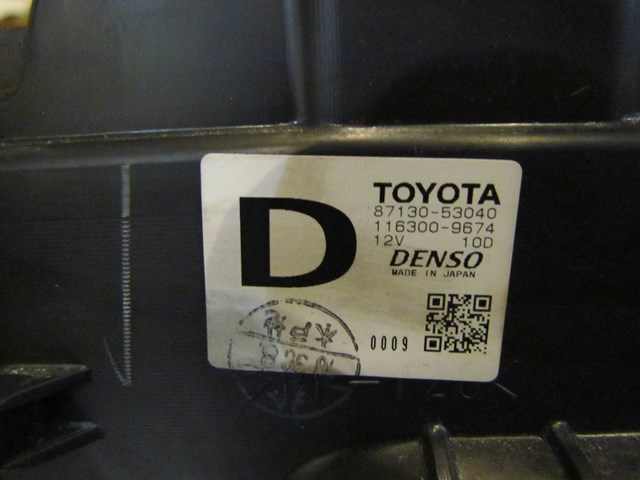 D
TOYOTA
87130-53040
116300-9674
12V 10D
DENSO
MADE IN JAPAN
0009